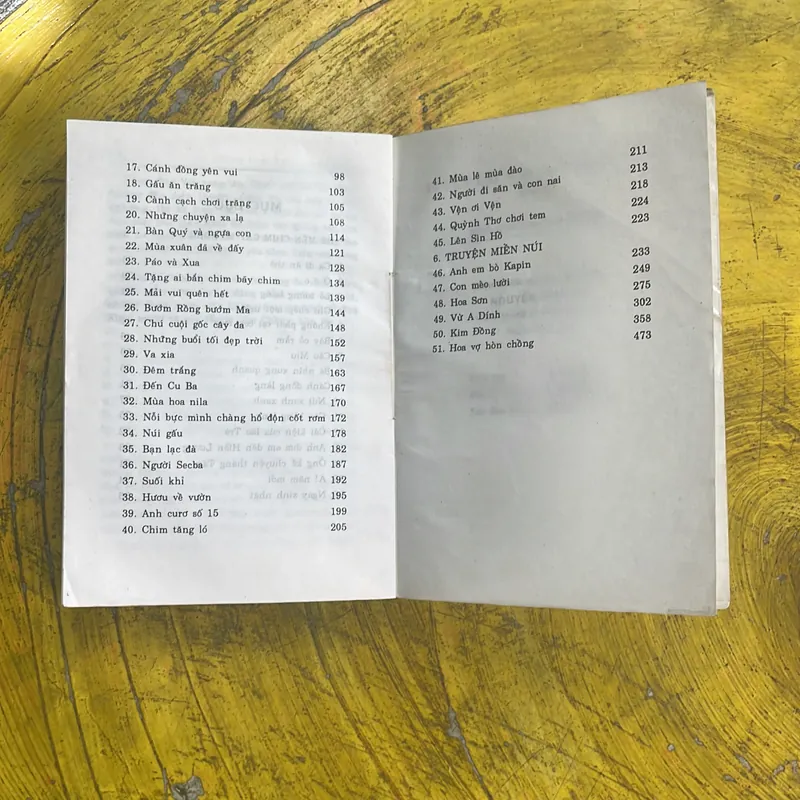 17. Cánh đồng yên vui 98
18. Gấu ăn trăng 103
19. Cành cạch chơi trăng 105
20. Những chuyện xa lạ 108
21. Bàn Quý và ngựa con 114
22. Mùa xuân đã về đấy 121
23. Páo và Xua 128
24. Tặng ai bắn chim bẫy chim 134
25. Mải vui quên hết 139
26. Bướm Rồng bướm Ma 144
27. Chú cuội gốc cây đa 148
28. Những buổi tối đẹp trời 152
29. Va xia 157
30. Đêm trắng 163
31. Đến Cu Ba 167
32. Mùa hoa nila 170
33. Nỗi bực mình chàng hổ độn cốt rơm 172
34. Núi gấu 178
35. Bạn lạc đà 182
36. Người Secba 187
37. Suối khỉ 192
38. Hươu về vườn 195
39. Anh curơ số 15 199
40. Chim tăng ló 205
41. Mùa lê mùa đào 211
42. Người đi săn và con nai 213
43. Vện ơi Vện 218
44. Quỳnh Thơ chơi tem 224
45. Lên Sìn Hồ 223
6. TRUYỆN MIỀN NÚI
46. Anh em bò Kapin 233
47. Con mèo lười 249
48. Hoa Sơn 275
49. Vừ A Dính 302
50. Kim Đồng 358
51. Hoa vợ hòn chồng 473